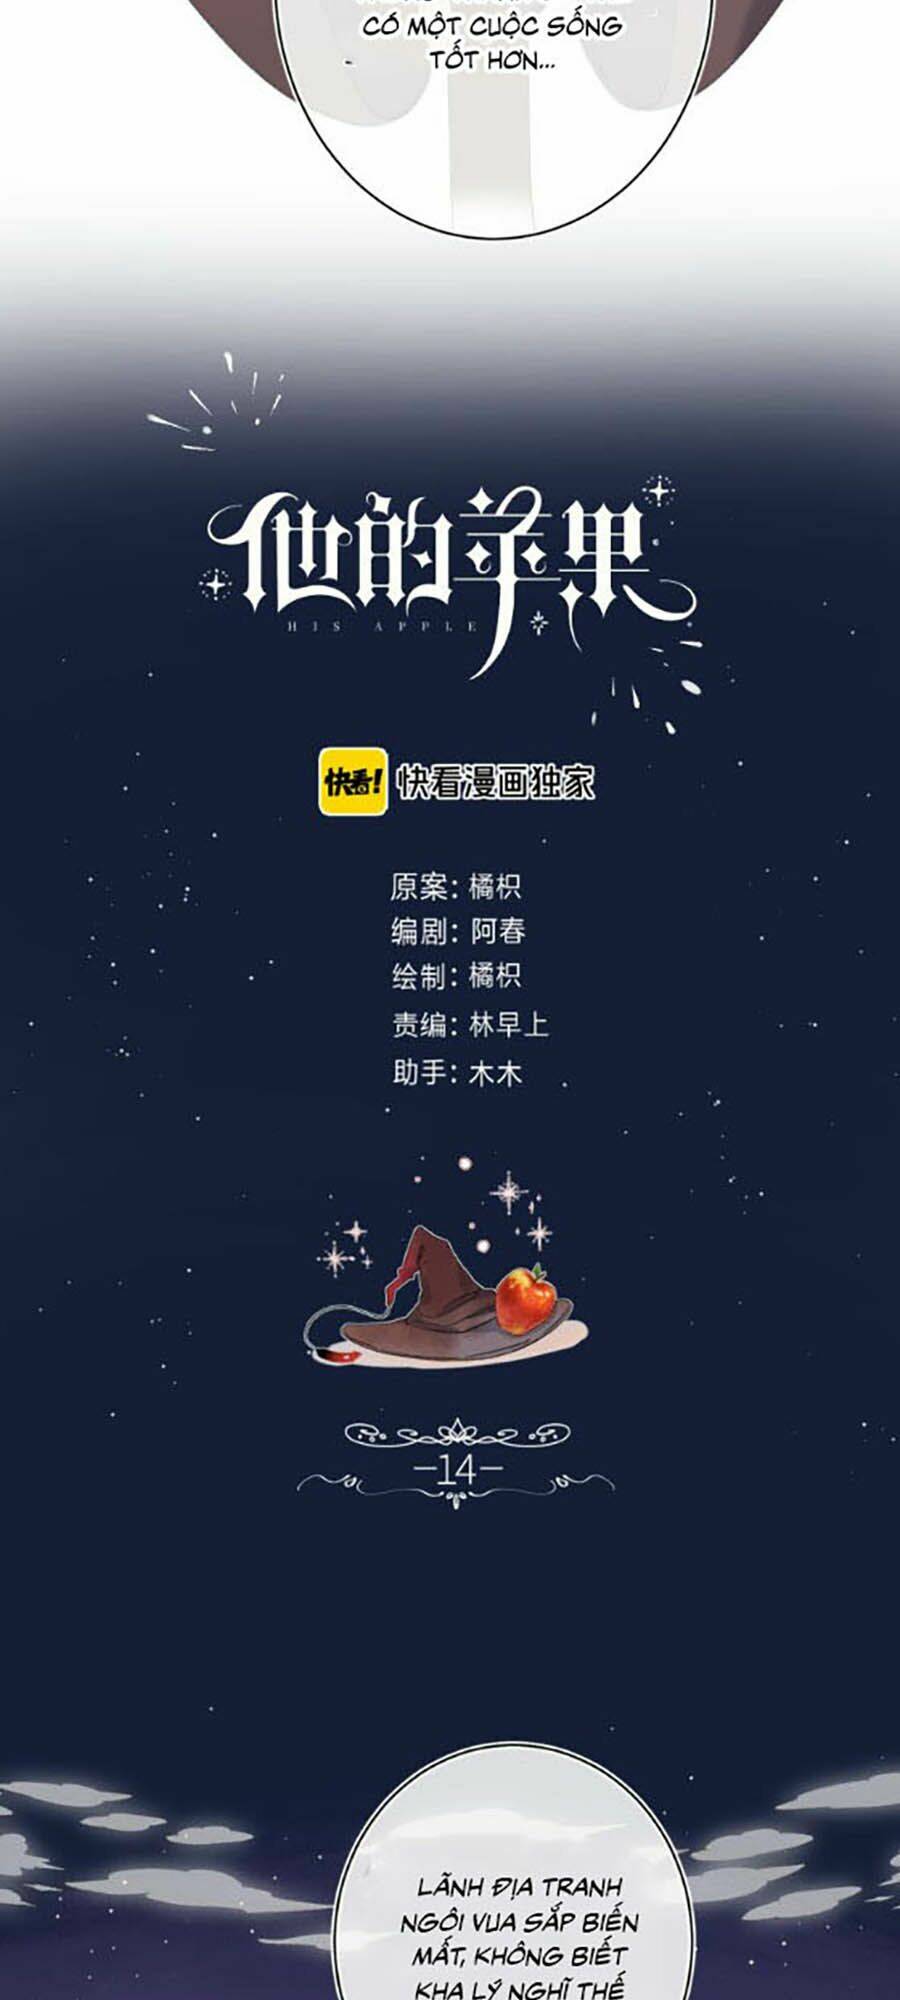 CÓ MỘT CUỘC SỐNG
TỐT HƠN...
他的苹果
HIS APPLE
快看! 快看漫画独家
原案: 橘枳
编剧: 阿春
绘制: 橘枳
责编: 林早上
助手: 木木
—14—
LÃNH ĐỊA TRANH
NGÔI VUA SẮP BIẾN
MẤT, KHÔNG BIẾT
KHA LÝ NGHĨ THẾ